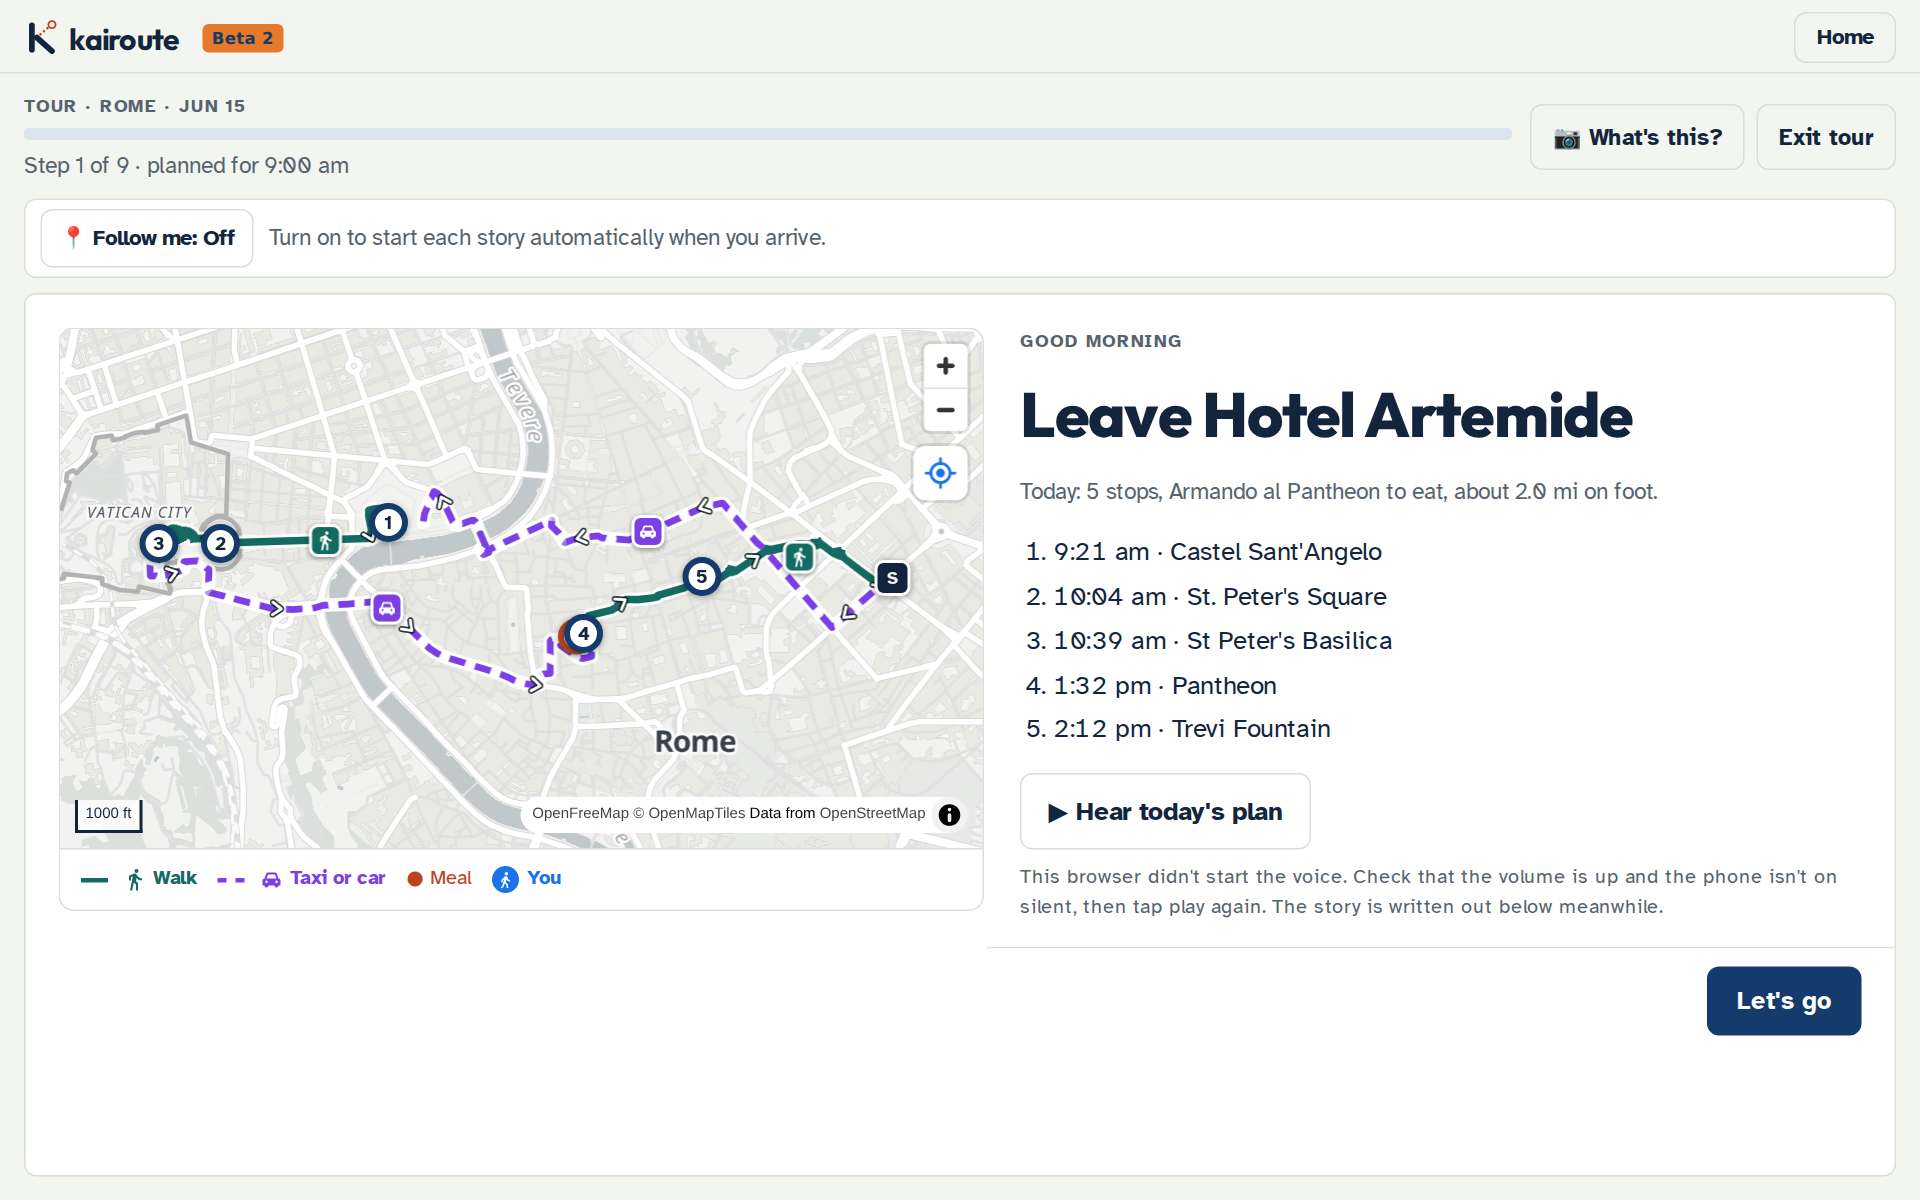 kairoute
Beta 2
Home
TOUR · ROME · JUN 15
Step 1 of 9 · planned for 9:00 am
What's this?
Exit tour
Follow me: Off
Turn on to start each story automatically when you arrive.
Tevere
VATICAN CITY
1
2
3
4
5
S
Rome
1000 ft
OpenFreeMap © OpenMapTiles Data from OpenStreetMap
Walk
Taxi or car
Meal
You
GOOD MORNING
Leave Hotel Artemide
Today: 5 stops, Armando al Pantheon to eat, about 2.0 mi on foot.
1. 9:21 am · Castel Sant'Angelo
2. 10:04 am · St. Peter's Square
3. 10:39 am · St Peter's Basilica
4. 1:32 pm · Pantheon
5. 2:12 pm · Trevi Fountain
▶ Hear today's plan
This browser didn't start the voice. Check that the volume is up and the phone isn't on
silent, then tap play again. The story is written out below meanwhile.
Let's go